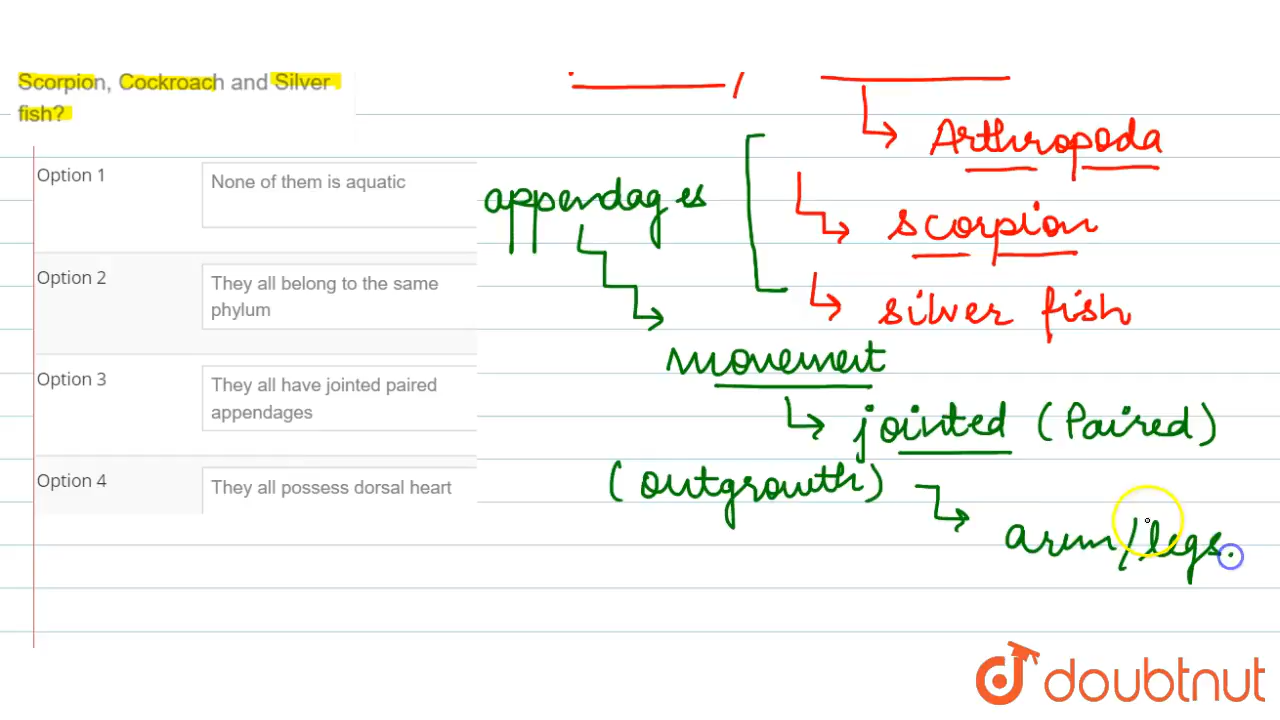 Scorpion, Cockroach and Silver
fish?
Option 1
None of them is aquatic
Option 2
They all belong to the same
phylum
Option 3
They all have jointed paired
appendages
Option 4
They all possess dorsal heart
Arthropoda
appendages
scorpion
silver fish
movement
jointed (Paired)
(outgrowth)
arm/legs.
doubtnut